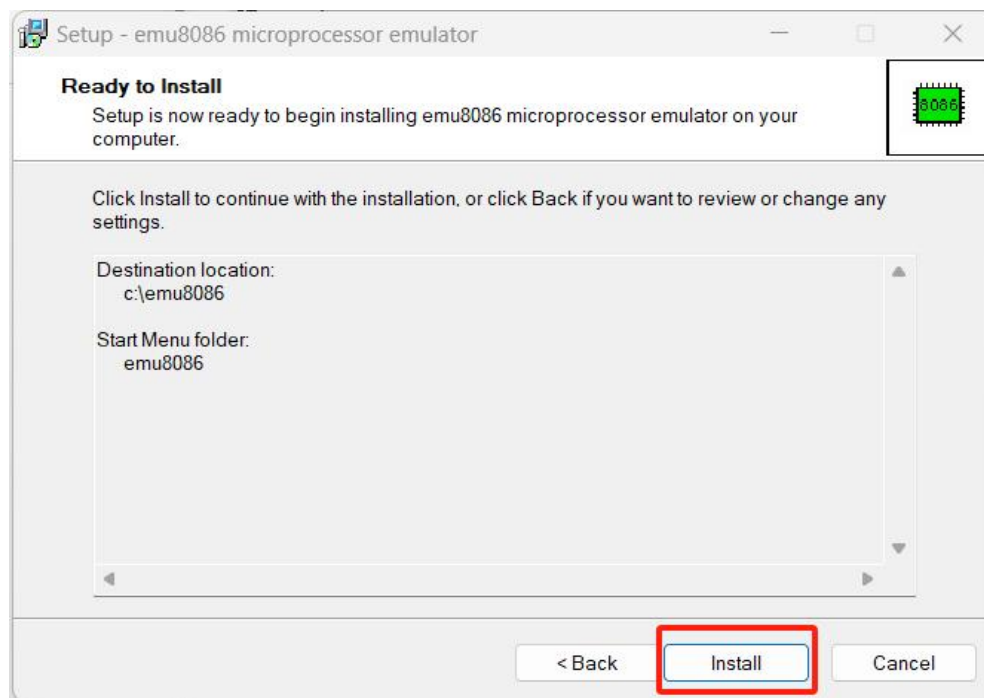 Setup - emu8086 microprocessor emulator
Ready to Install
Setup is now ready to begin installing emu8086 microprocessor emulator on your
computer.
8086
Click Install to continue with the installation, or click Back if you want to review or change any
settings.
Destination location:
c:\emu8086
Start Menu folder:
emu8086
< Back
Install
Cancel